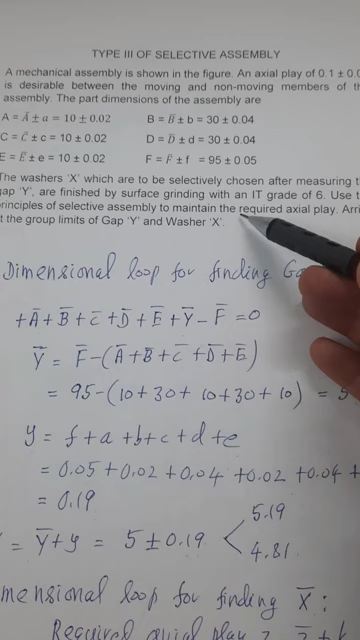 TYPE III OF SELECTIVE ASSEMBLY
A mechanical assembly is shown in the figure. An axial play of 0.1 ± 0.0
is desirable between the moving and non-moving members of the
assembly. The part dimensions of the assembly are
A = Ā ± a = 10 ± 0.02 B = B̄ ± b = 30 ± 0.04
C = C̄ ± c = 10 ± 0.02 D = D̄ ± d = 30 ± 0.04
E = Ē ± e = 10 ± 0.02 F = F̄ ± f = 95 ± 0.05
The washers 'X' which are to be selectively chosen after measuring th
gap 'Y', are finished by surface grinding with an IT grade of 6. Use t
principles of selective assembly to maintain the required axial play. Arri
t the group limits of Gap 'Y' and Washer 'X'.
Dimensional loop for finding Ga
+Ā+B̄+C̄+D̄+Ē+Ȳ-F̄=0
Ȳ = F̄-(Ā+B̄+C̄+D̄+Ē)
= 95-(10+30+10+30+10) = 5
y = f+a+b+c+d+e
= 0.05+0.02+0.04+0.02+0.04+
= 0.19
= Ȳ+y = 5±0.19 < 5.19
4.81
mensional loop for finding X̄:
Required axial play